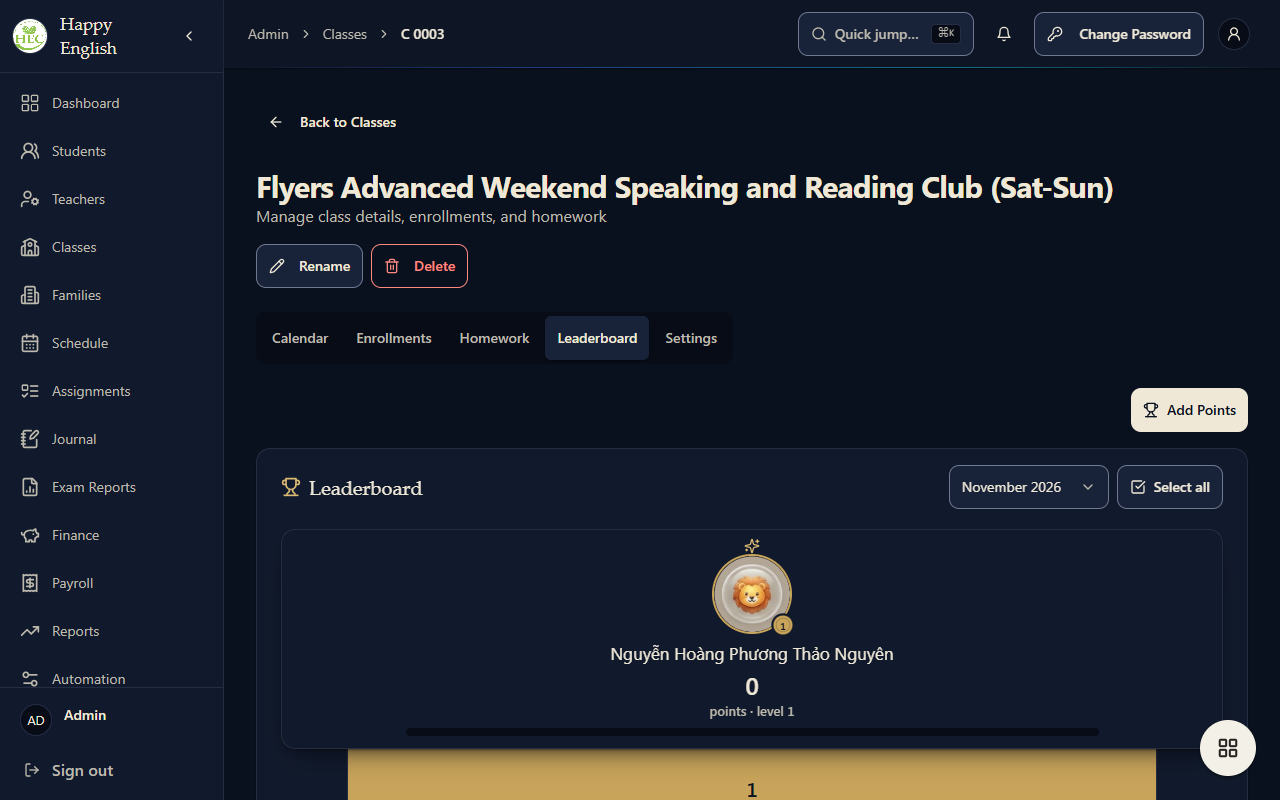 HEC
Happy
English
Admin
Classes
C 0003
Quick jump...
⌘K
Change Password
Dashboard
Students
Teachers
Classes
Families
Schedule
Assignments
Journal
Exam Reports
Finance
Payroll
Reports
Automation
AD
Admin
Sign out
Back to Classes
Flyers Advanced Weekend Speaking and Reading Club (Sat-Sun)
Manage class details, enrollments, and homework
Rename
Delete
Calendar
Enrollments
Homework
Leaderboard
Settings
Add Points
Leaderboard
November 2026
Select all
1
Nguyễn Hoàng Phương Thảo Nguyên
0
points · level 1
1